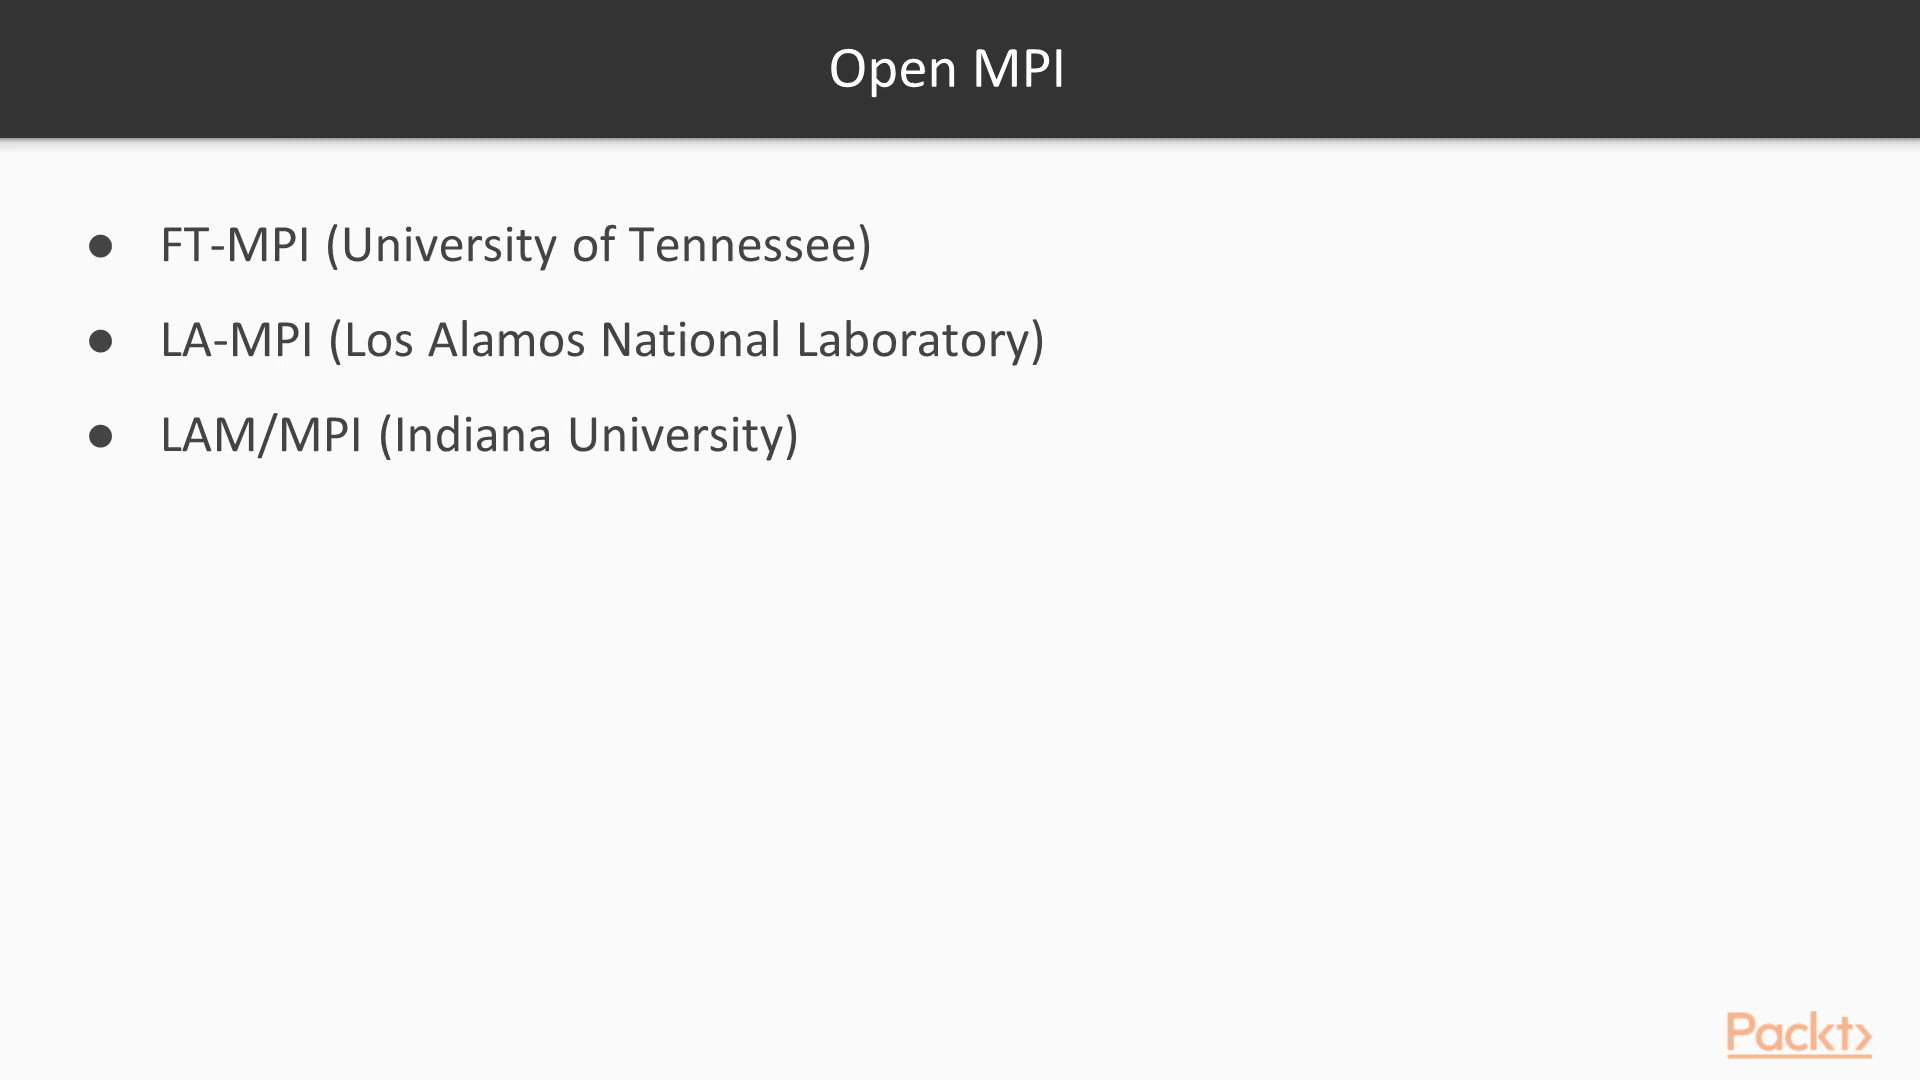 Open MPI
● FT-MPI (University of Tennessee)
● LA-MPI (Los Alamos National Laboratory)
● LAM/MPI (Indiana University)
Packt>